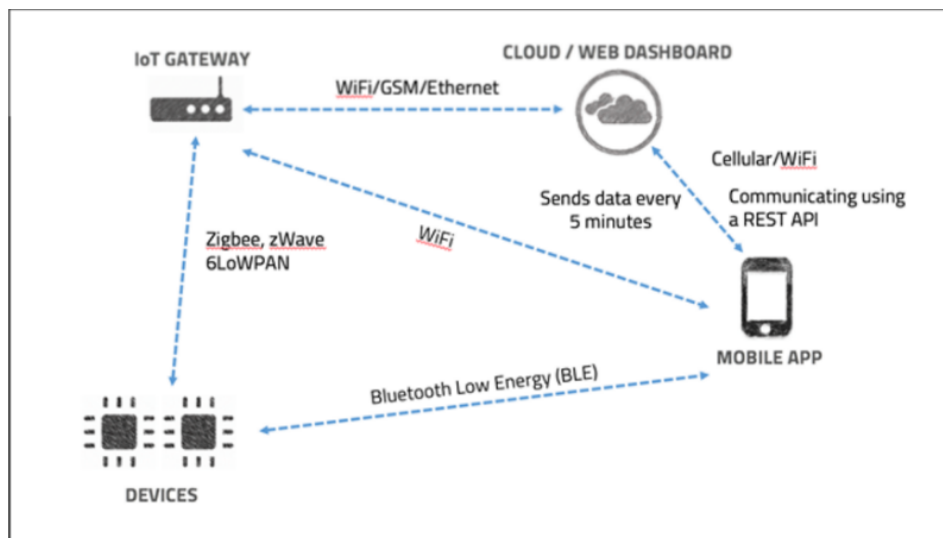 IoT GATEWAY
CLOUD / WEB DASHBOARD
WiFi/GSM/Ethernet
Cellular/WiFi
Sends data every
5 minutes
Communicating using
a REST API
Zigbee, zWave
6LoWPAN
WiFi
MOBILE APP
Bluetooth Low Energy (BLE)
DEVICES